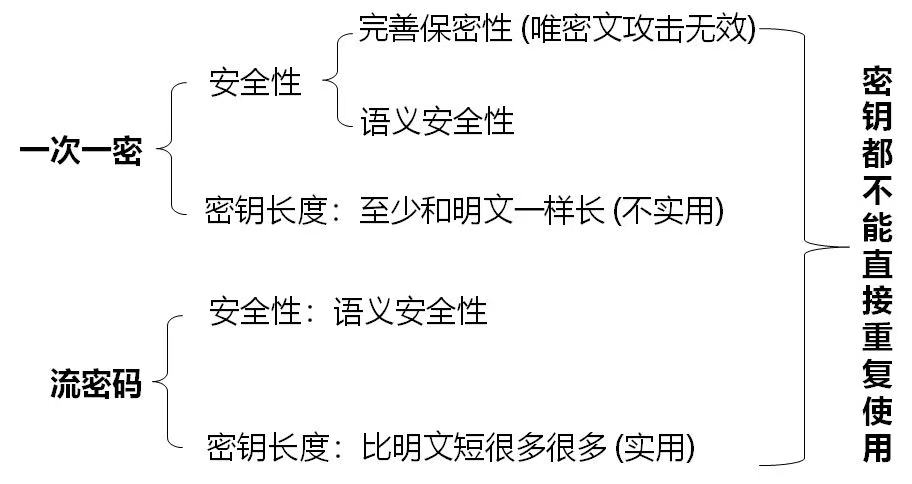 完善保密性 (唯密文攻击无效)
安全性
语义安全性
一次一密
密钥长度：至少和明文一样长 (不实用)
安全性：语义安全性
流密码
密钥长度：比明文短很多很多 (实用)
密钥都不能直接重复使用